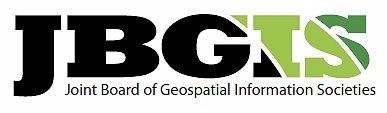 JBGIS
Joint Board of Geospatial Information Societies